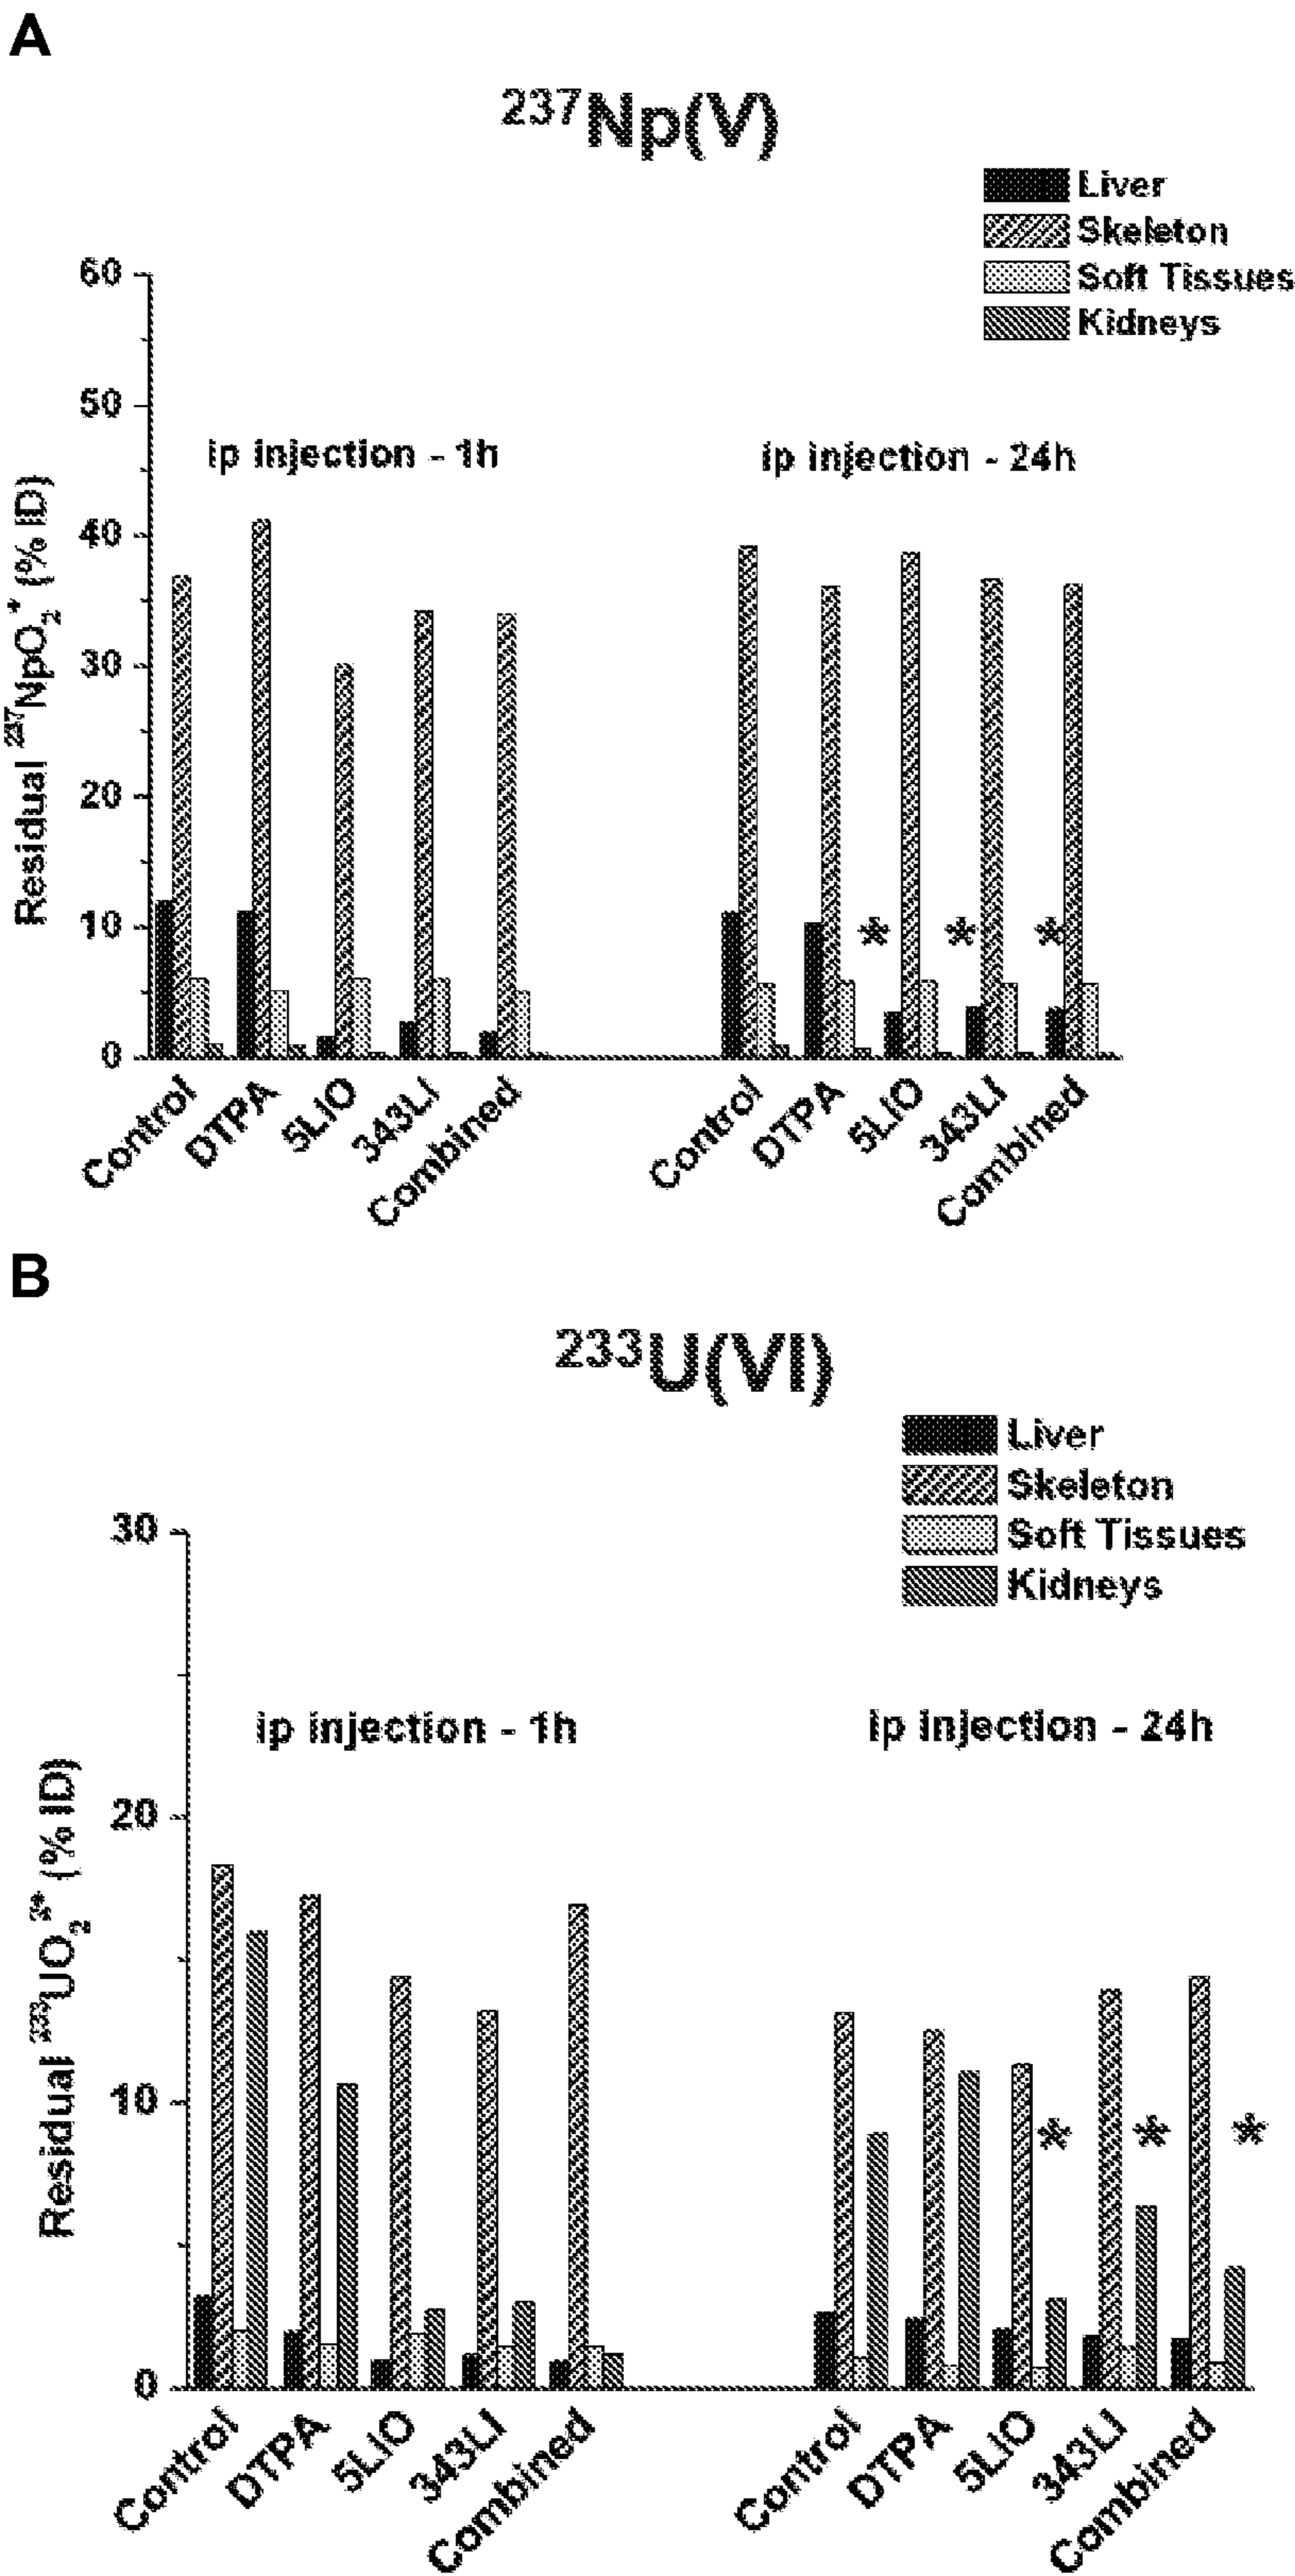 A
²³⁷Np(V)
Liver
Skeleton
Soft Tissues
Kidneys
60
50
40
30
20
10
0
Residual ²³⁷NpO₂⁺ (% ID)
ip injection - 1h
ip injection - 24h
*
*
*
Control
DTPA
5LIO
343LI
Combined
Control
DTPA
5LIO
343LI
Combined
B
²³³U(VI)
Liver
Skeleton
Soft Tissues
Kidneys
30
20
10
0
Residual ²³³UO₂²⁺ (% ID)
ip injection - 1h
ip injection - 24h
*
*
*
Control
DTPA
5LIO
343LI
Combined
Control
DTPA
5LIO
343LI
Combined